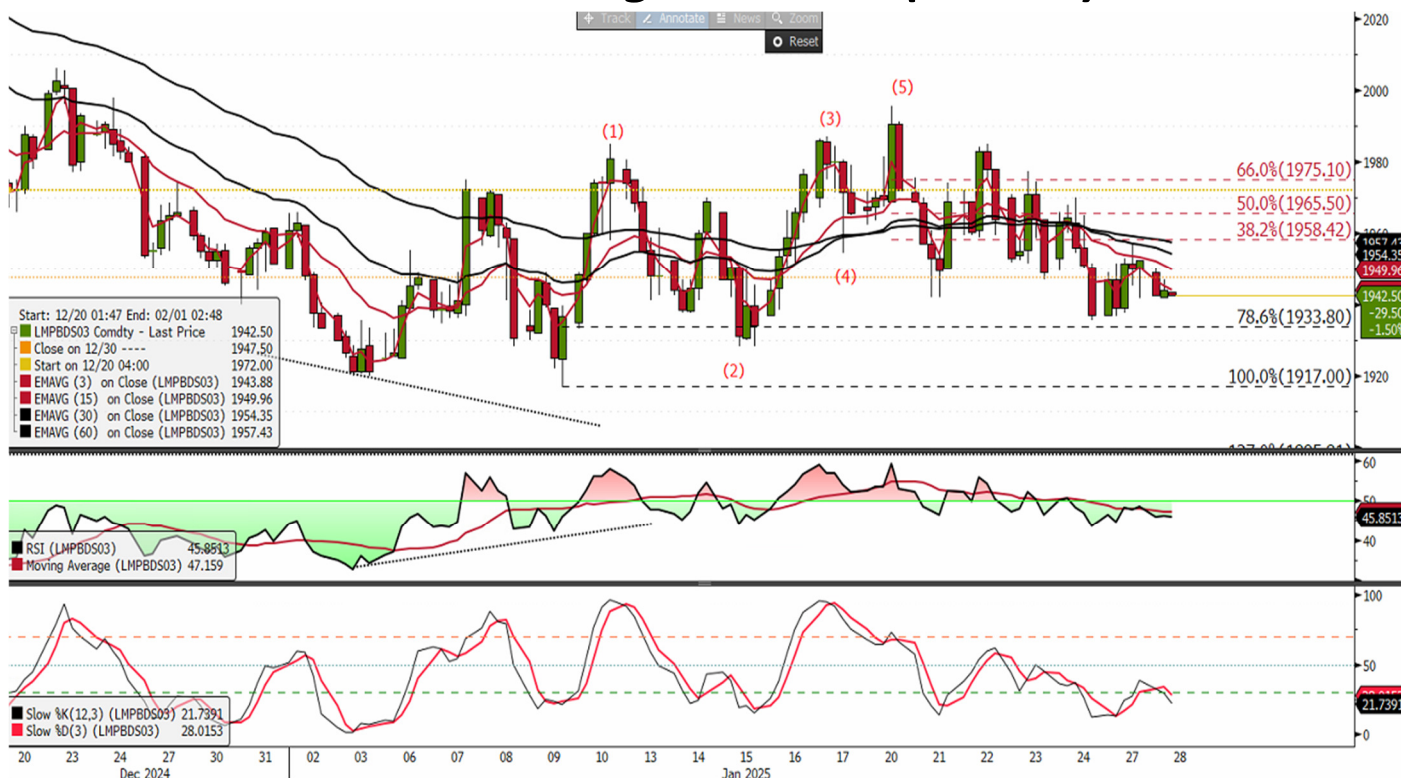 Track Annotate News Zoom
Reset
2020
2000
1980
1960
1920
(1)
(2)
(3)
(4)
(5)
66.0%(1975.10)
50.0%(1965.50)
38.2%(1958.42)
78.6%(1933.80)
100.0%(1917.00)
1957.43
1954.35
1949.96
1942.50
-29.50
-1.50%
Start: 12/20 01:47 End: 02/01 02:48
LMPBDS03 Comdty - Last Price 1942.50
Close on 12/30 ---- 1947.50
Start on 12/20 04:00 1972.00
EMAVG (3) on Close (LMPBDS03) 1943.88
EMAVG (15) on Close (LMPBDS03) 1949.96
EMAVG (30) on Close (LMPBDS03) 1954.35
EMAVG (60) on Close (LMPBDS03) 1957.43
60
50
45.8513
40
RSI (LMPBDS03) 45.8513
Moving Average (LMPBDS03) 47.159
100
50
28.0153
21.7391
0
Slow %K(12,3) (LMPBDS03) 21.7391
Slow %D(3) (LMPBDS03) 28.0153
20 23 24 26 27 30 31 02 03 06 07 08 09 10 13 14 15 16 17 20 21 22 23 24 27 28
Dec 2024 Jan 2025